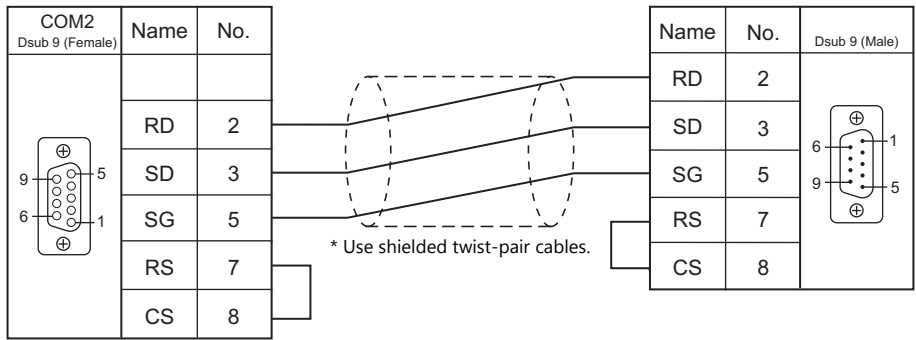 COM2
Dsub 9 (Female)
Name No.
RD 2
SD 3
SG 5
RS 7
CS 8
9 5
6 1
* Use shielded twist-pair cables.
Name No.
Dsub 9 (Male)
RD 2
SD 3
SG 5
RS 7
CS 8
6 1
9 5